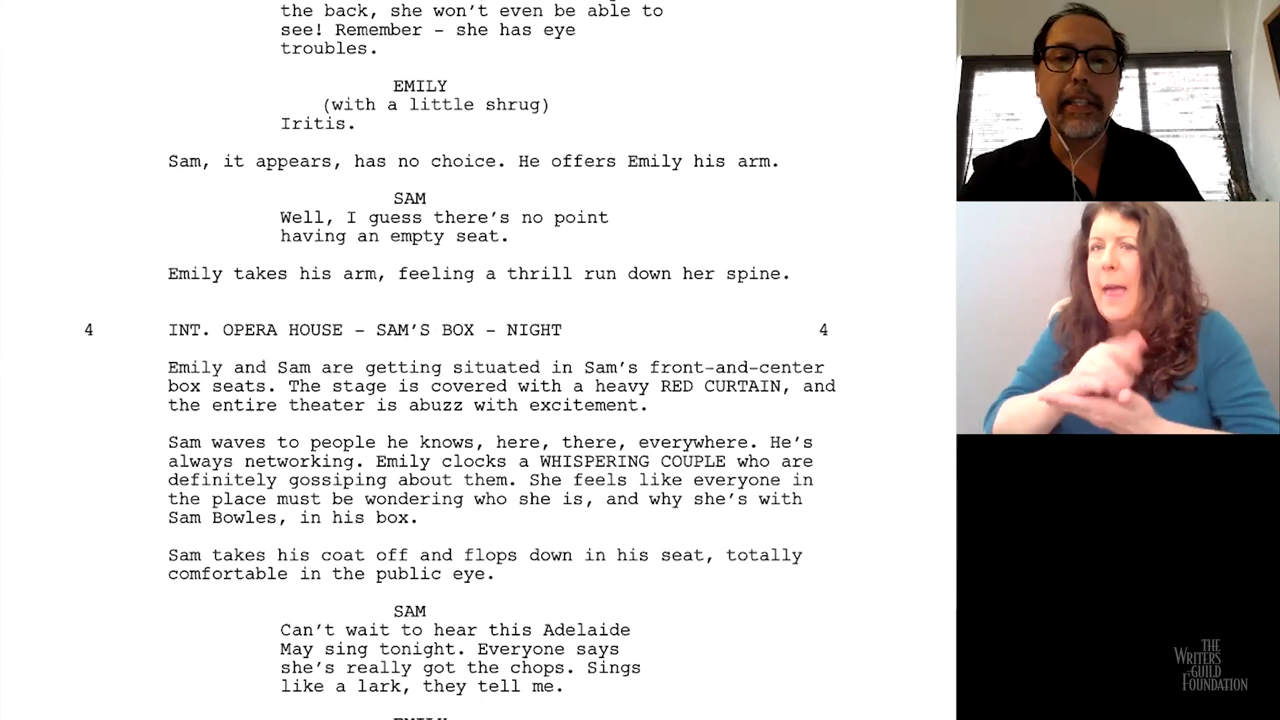 the back, she won't even be able to
see! Remember – she has eye
troubles.
EMILY
(with a little shrug)
Iritis.
Sam, it appears, has no choice. He offers Emily his arm.
SAM
Well, I guess there's no point
having an empty seat.
Emily takes his arm, feeling a thrill run down her spine.
4 INT. OPERA HOUSE – SAM'S BOX – NIGHT 4
Emily and Sam are getting situated in Sam's front-and-center
box seats. The stage is covered with a heavy RED CURTAIN, and
the entire theater is abuzz with excitement.
Sam waves to people he knows, here, there, everywhere. He's
always networking. Emily clocks a WHISPERING COUPLE who are
definitely gossiping about them. She feels like everyone in
the place must be wondering who she is, and why she's with
Sam Bowles, in his box.
Sam takes his coat off and flops down in his seat, totally
comfortable in the public eye.
SAM
Can't wait to hear this Adelaide
May sing tonight. Everyone says
she's really got the chops. Sings
like a lark, they tell me.
EMILY
THE
WRITERS
GUILD
FOUNDATION